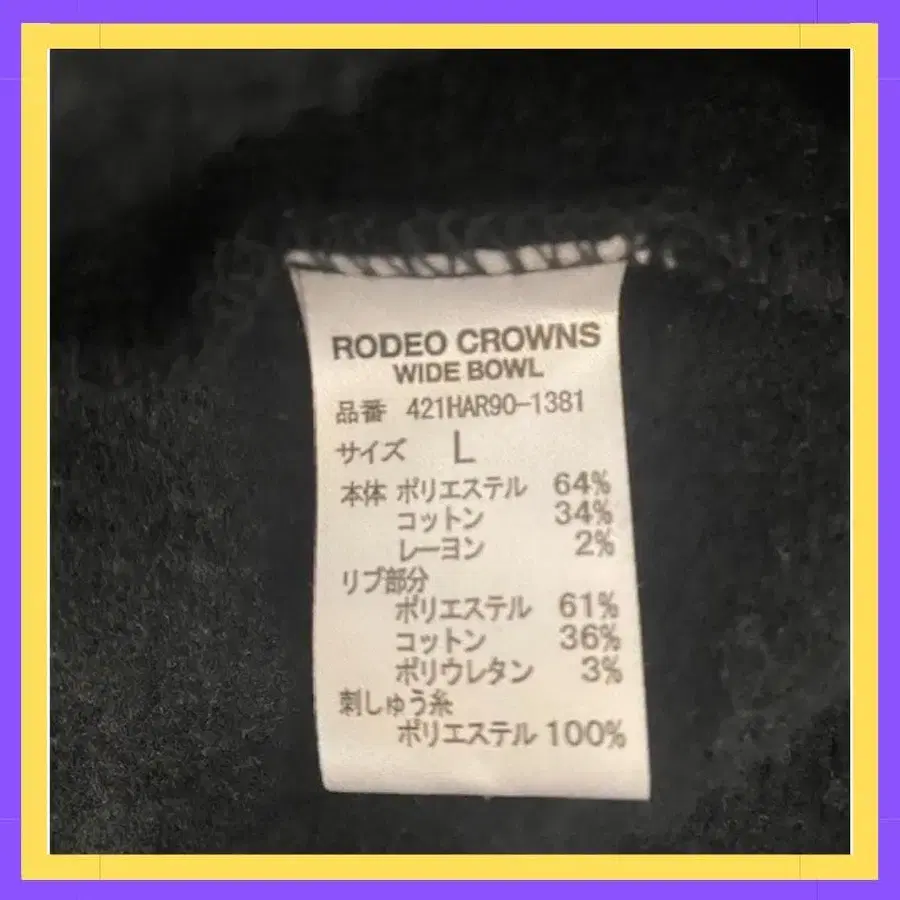 RODEO CROWNS
WIDE BOWL
品番 421HAR90-1381
サイズ L
本体 ポリエステル 64%
コットン 34%
レーヨン 2%
リブ部分
ポリエステル 61%
コットン 36%
ポリウレタン 3%
刺しゅう糸
ポリエステル 100%